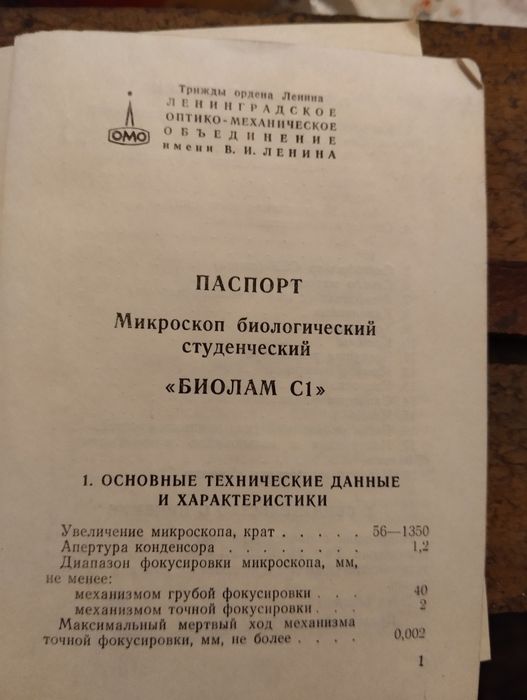 Трижды ордена Ленина
ЛЕНИНГРАДСКОЕ
ОПТИКО-МЕХАНИЧЕСКОЕ
ОБЪЕДИНЕНИЕ
имени В. И. ЛЕНИНА
ОМО
ПАСПОРТ
Микроскоп биологический
студенческий
«БИОЛАМ С1»
1. ОСНОВНЫЕ ТЕХНИЧЕСКИЕ ДАННЫЕ
И ХАРАКТЕРИСТИКИ
Увеличение микроскопа, крат . . . . . 56—1350
Апертура конденсора . . . . . . . . 1,2
Диапазон фокусировки микроскопа, мм,
не менее:
механизмом грубой фокусировки . . . 40
механизмом точной фокусировки . . . 2
Максимальный мертвый ход механизма
точной фокусировки, мм, не более . . . . 0,002
1